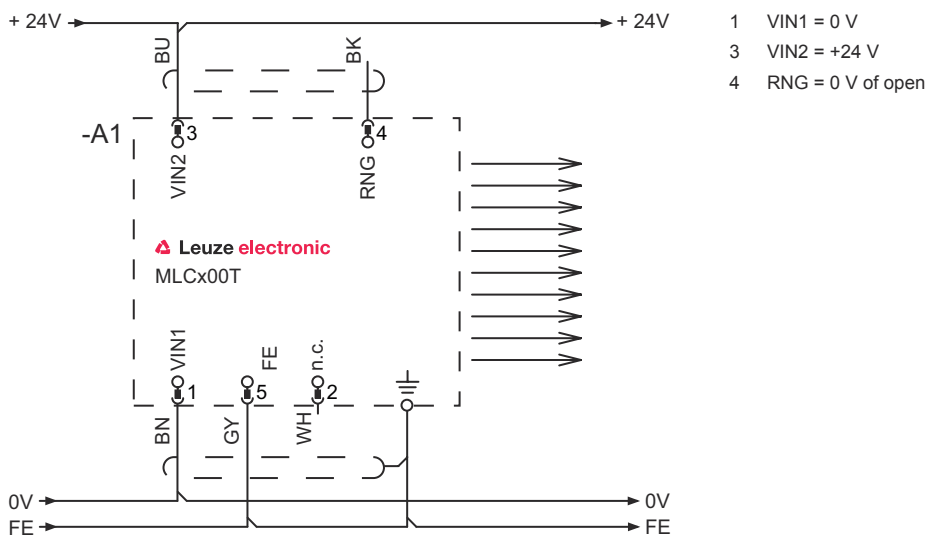 + 24V
+ 24V
1 VIN1 = 0 V
3 VIN2 = +24 V
4 RNG = 0 V of open
BU
BK
-A1
3
4
VIN2
RNG
Leuze electronic
MLCx00T
VIN1
FE
n.c.
1
5
2
BN
GY
WH
0V
0V
FE
FE